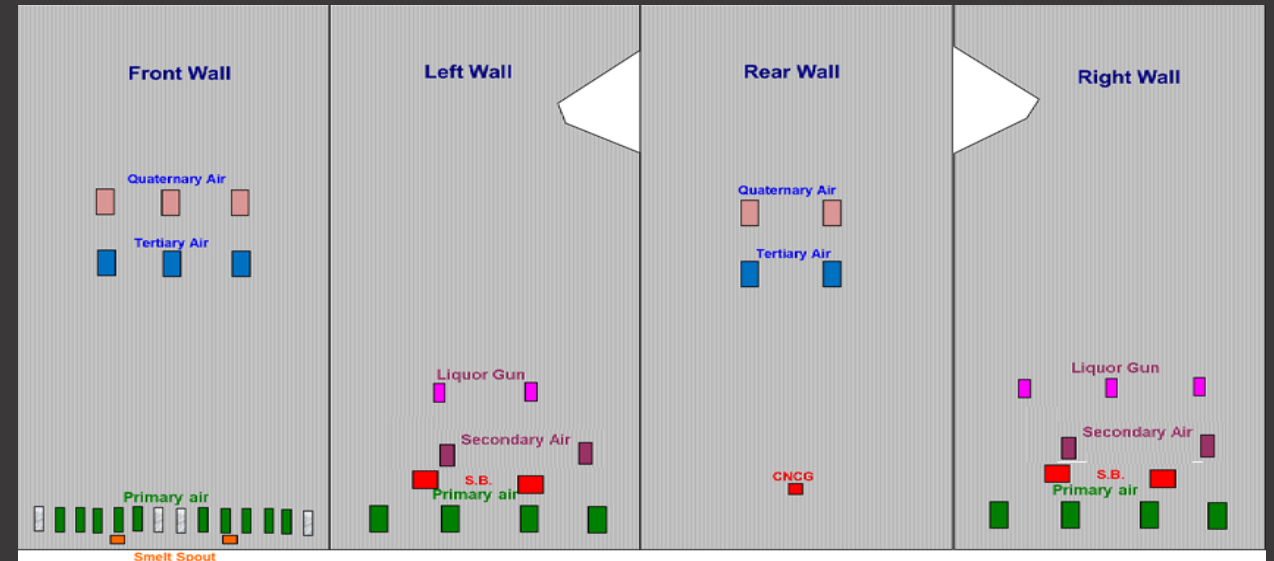 Front Wall
Quaternary Air
Tertiary Air
Primary air
Smelt Spout
Left Wall
Liquor Gun
Secondary Air
S.B.
Primary air
Rear Wall
Quaternary Air
Tertiary Air
CNCG
Right Wall
Liquor Gun
Secondary Air
S.B.
Primary air